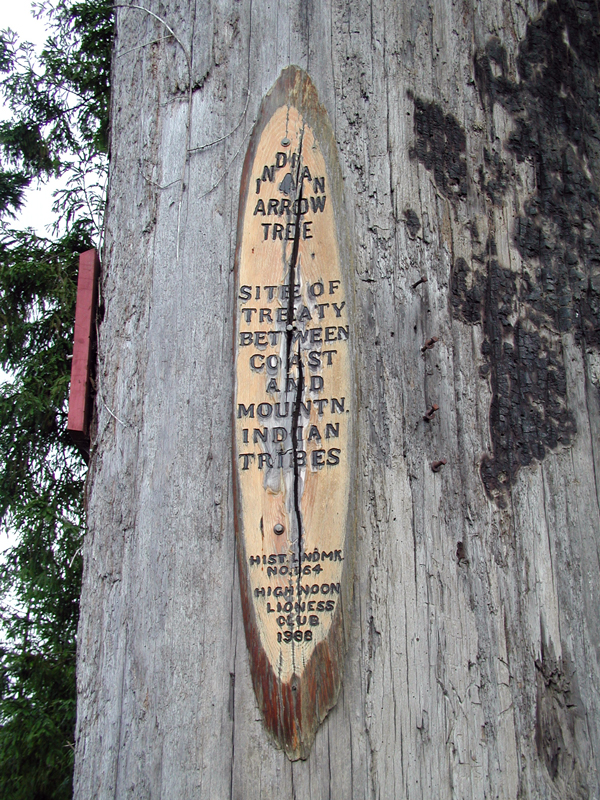 INDIAN
ARROW
TREE
SITE OF
TREATY
BETWEEN
COAST
AND
MOUNTN.
INDIAN
TRIBES
HIST. LNDMK.
NO. 164
HIGH NOON
LIONESS
CLUB
1988